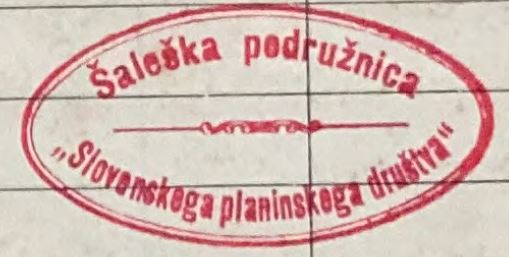 Šaleška podružnica
„Slovenskega planinskega društva“